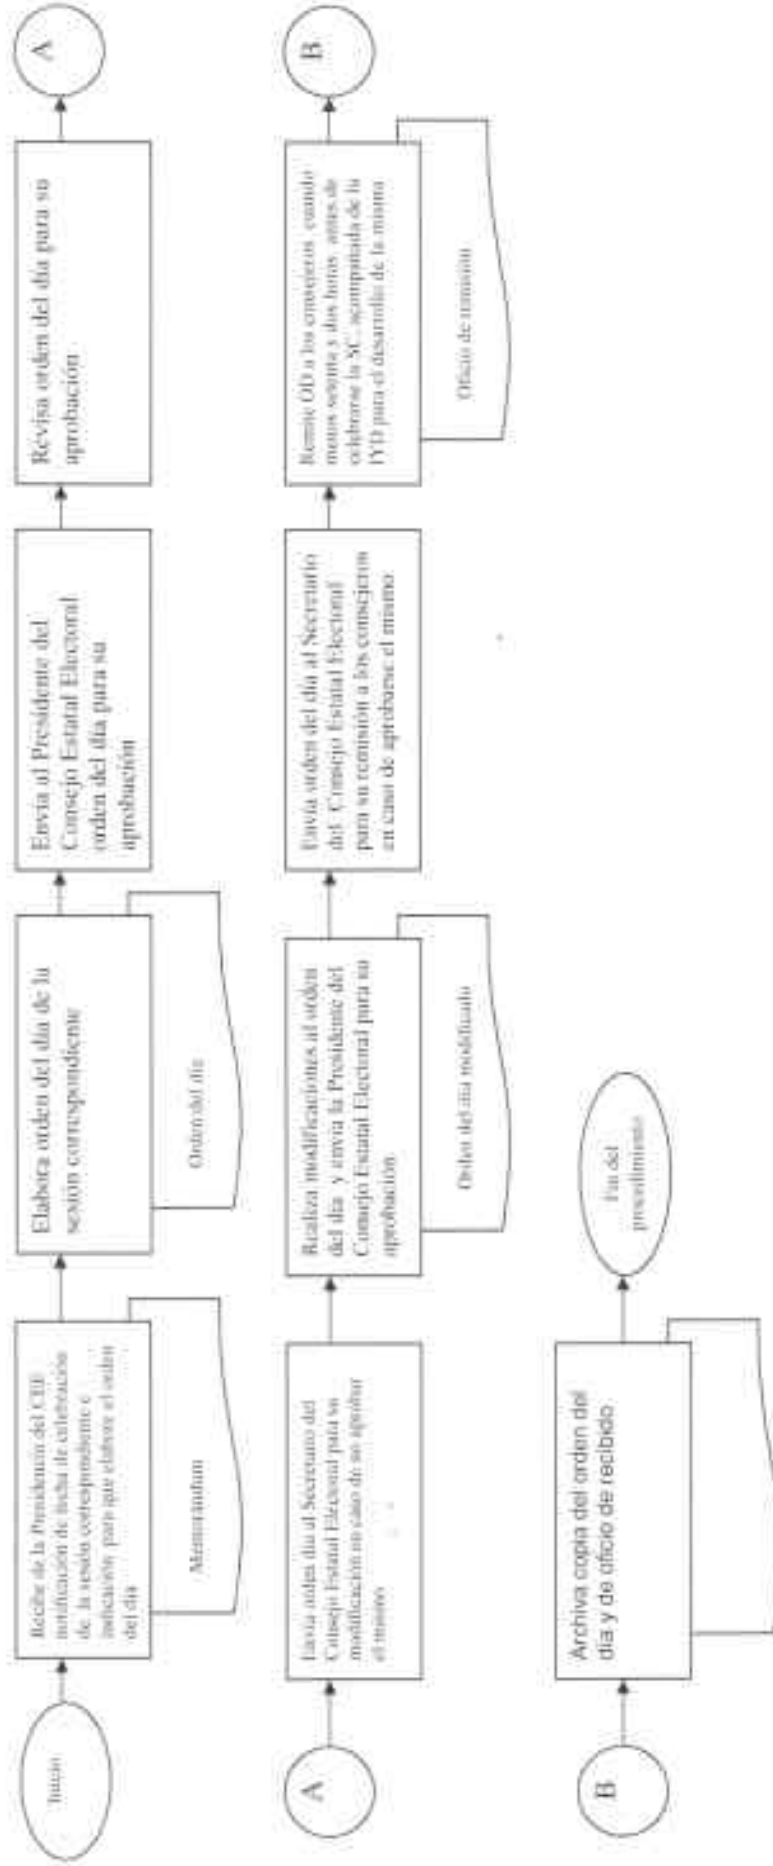 Inicio
Recibe de la Presidencia del CEE
notificación de fecha de celebración
de la sesión correspondiente e
indicación para que elabore el orden
del día
Memorándum
Elabora orden del día de la
sesión correspondiente
Orden del día
Envía al Presidente del
Consejo Estatal Electoral
orden del día para su
aprobación
Revisa orden del día para su
aprobación
A
A
Envía orden día al Secretario del
Consejo Estatal Electoral para su
modificación en caso de no aprobar
el mismo
Realiza modificaciones al orden
del día y envía la Presidente del
Consejo Estatal Electoral para su
aprobación
Orden del día modificado
Envía orden del día al Secretario
del Consejo Estatal Electoral
para su remisión a los consejeros
en caso de aprobarse el mismo
Remite OD a los consejeros cuando
menos setenta y dos horas antes de
celebrarse la SC, acompañada de la
IYD para el desarrollo de la misma
Oficio de remisión
B
B
Archiva copia del orden del
día y de oficio de recibido
Fin del
procedimiento